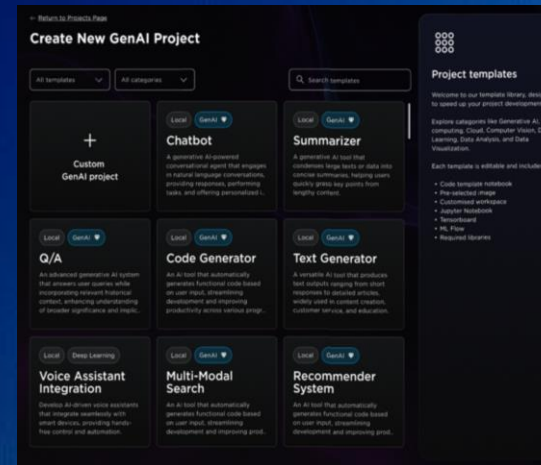 ← Return to Projects Page
Create New GenAI Project
All templates
All categories
Search templates
+
Custom
GenAI project
Local
GenAI
Chatbot
A generative AI-powered
conversational agent that engages
in natural language conversations,
providing responses, performing
tasks, and offering personalized i..
Local
GenAI
Summarizer
A generative AI tool that
condenses large texts or data into
concise summaries, helping users
quickly grasp key points from
lengthy content.
Local
GenAI
Q/A
An advanced generative AI system
that answers user queries while
incorporating relevant historical
context, enhancing understanding
of broader significance and implic..
Local
GenAI
Code Generator
An AI tool that automatically
generates functional code based
on user input, streamlining
development and improving
productivity across various progr..
Local
GenAI
Text Generator
A versatile AI tool that produces
text outputs ranging from short
responses to detailed articles,
widely used in content creation,
customer service, and education.
Local
Deep Learning
Voice Assistant
Integration
Develop AI-driven voice assistants
that integrate seamlessly with
smart devices, providing hands-
free control and automation.
Local
GenAI
Multi-Modal
Search
An AI tool that automatically
generates functional code based
on user input, streamlining
development and improving prod..
Local
GenAI
Recommender
System
An AI tool that automatically
generates functional code based
on user input, streamlining
development and improving prod..
Project templates
Welcome to our template library,
to speed up your project
Explore categories like Generative AI,
computing, Cloud, Computer Vision,
Learning, Data Analysis, and Data
Visualization.
Each template is editable and
• Code template notebook
• Pre-selected image
• Customised workspace
• Jupyter Notebook
• Tensorboard
• ML Flow
• Required libraries